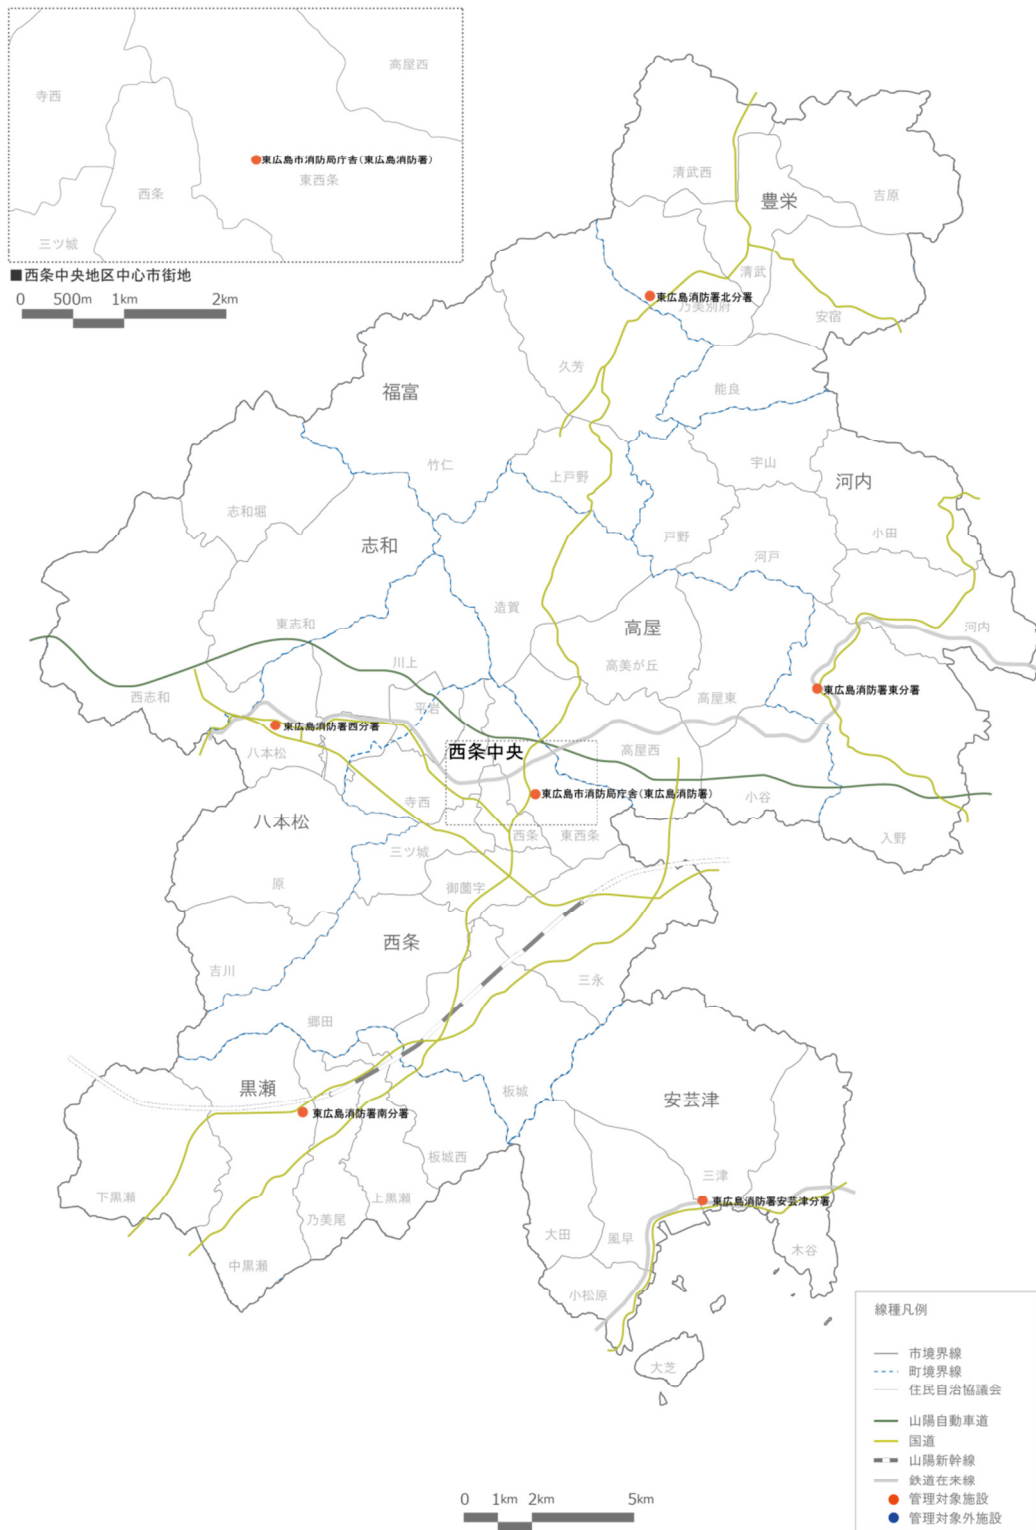 高屋西
寺西
東広島市消防局庁舎(東広島消防署)
東西条
西条
三ツ城
■西条中央地区中心市街地
0 500m 1km 2km
清武西
豊栄
吉原
清武
東広島消防署北分署
乃美別府
安宿
久芳
能良
福富
竹仁
上戸野
宇山
河内
志和堀
小田
志和
戸野
河戸
造賀
東志和
高屋
河内
川上
高美が丘
西志和
平岩
高屋東
東広島消防署東分署
東広島消防署西分署
八本松
西条中央
高屋西
寺西
東広島市消防局庁舎(東広島消防署)
小谷
八本松
西条
東西条
入野
三ツ城
原
御薗宇
西条
吉川
三永
郷田
黒瀬
板城
安芸津
東広島消防署南分署
板城西
三津
下黒瀬
上黒瀬
東広島消防署安芸津分署
乃美尾
大田
風早
木谷
中黒瀬
小松原
大芝
線種凡例
市境界線
町境界線
住民自治協議会
山陽自動車道
国道
山陽新幹線
鉄道在来線
管理対象施設
管理対象外施設
0 1km 2km 5km